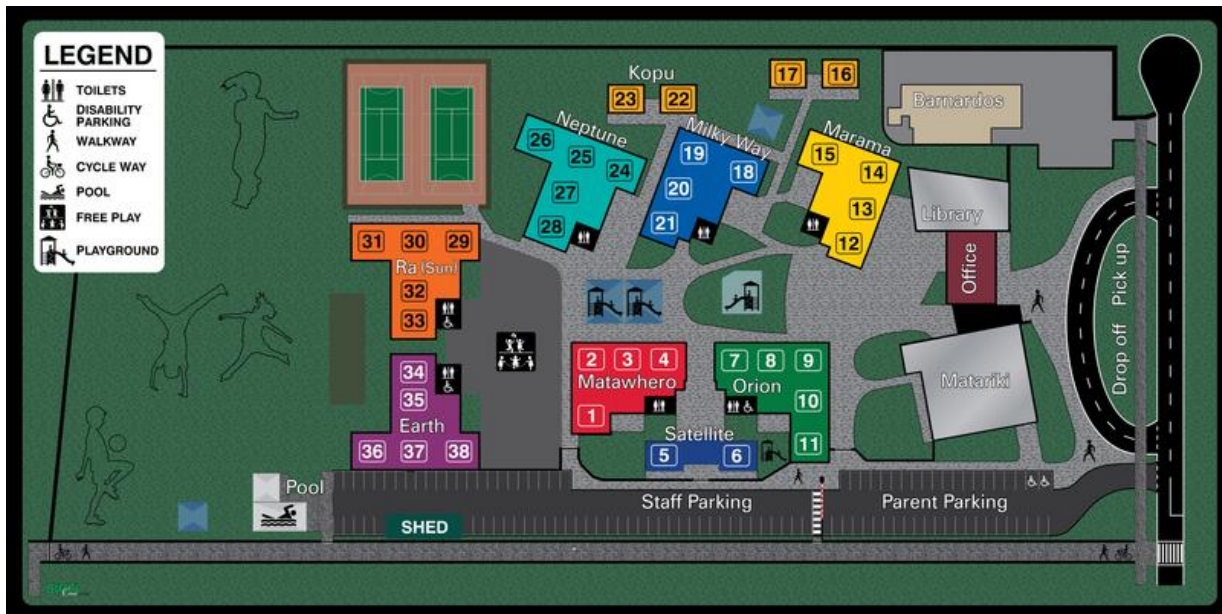 LEGEND
TOILETS
DISABILITY
PARKING
WALKWAY
CYCLE WAY
POOL
FREE PLAY
PLAYGROUND
Kopu
23 22
17 16
Barnardos
Neptune
26 25 24
27
28
Milky Way
19 18
20
21
Marama
15 14
13
12
Library
Office
Drop off Pick up
31 30 29
Ra (Sun)
32
33
34
35
Earth
36 37 38
2 3 4
Matawhero
1
7 8 9
Orion
10
11
Satellite
5 6
Matariki
Pool
Staff Parking
Parent Parking
SHED